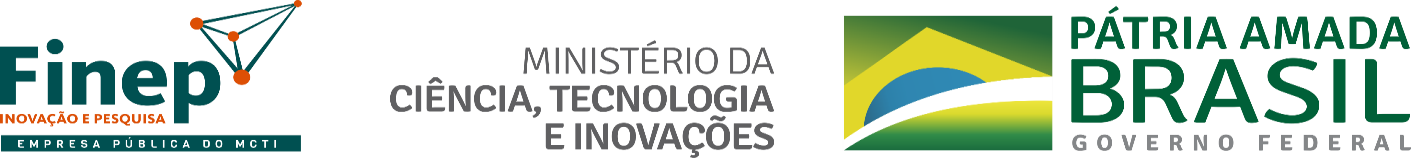 Finep
INOVAÇÃO E PESQUISA
EMPRESA PÚBLICA DO MCTI
MINISTÉRIO DA
CIÊNCIA, TECNOLOGIA
E INOVAÇÕES
PÁTRIA AMADA
BRASIL
GOVERNO FEDERAL